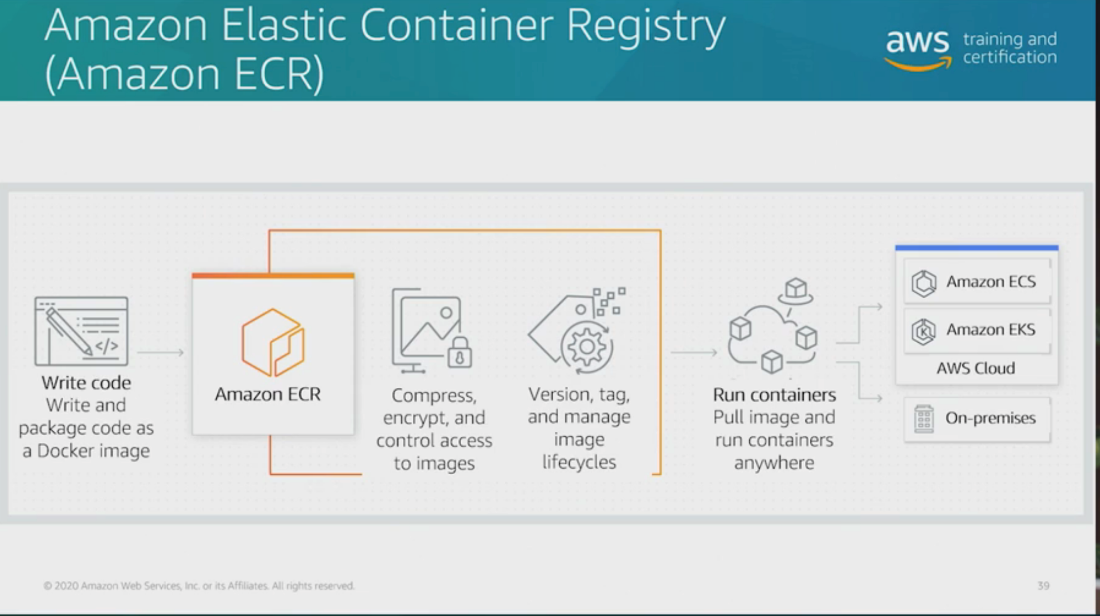 Amazon Elastic Container Registry
(Amazon ECR)
aws training and
certification
Write code
Write and
package code as
a Docker image
Amazon ECR
Compress,
encrypt, and
control access
to images
Version, tag,
and manage
image
lifecycles
Run containers
Pull image and
run containers
anywhere
Amazon ECS
Amazon EKS
AWS Cloud
On-premises
© 2020 Amazon Web Services, Inc. or its Affiliates. All rights reserved.
39